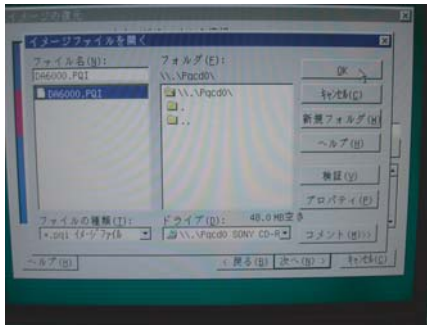 イメージの復元
イメージファイルを開く
ファイル名(N):
フォルダ(F):
DA6000.PQI
\\.\Pqcd0\
OK
DA6000.PQI
\\.\Pqcd0\
.
..
キャンセル(C)
新規フォルダ(W)
ヘルプ(H)
検証(V)
プロパティ(P)
ファイルの種類(T):
ドライブ(D):
40.0 MB空き
*.pqi イメージファイル
\\.\Pqcd0 SONY CD-R
コメント(M)>>
ヘルプ(H)
< 戻る(B)
次へ(N) >
キャンセル(C)